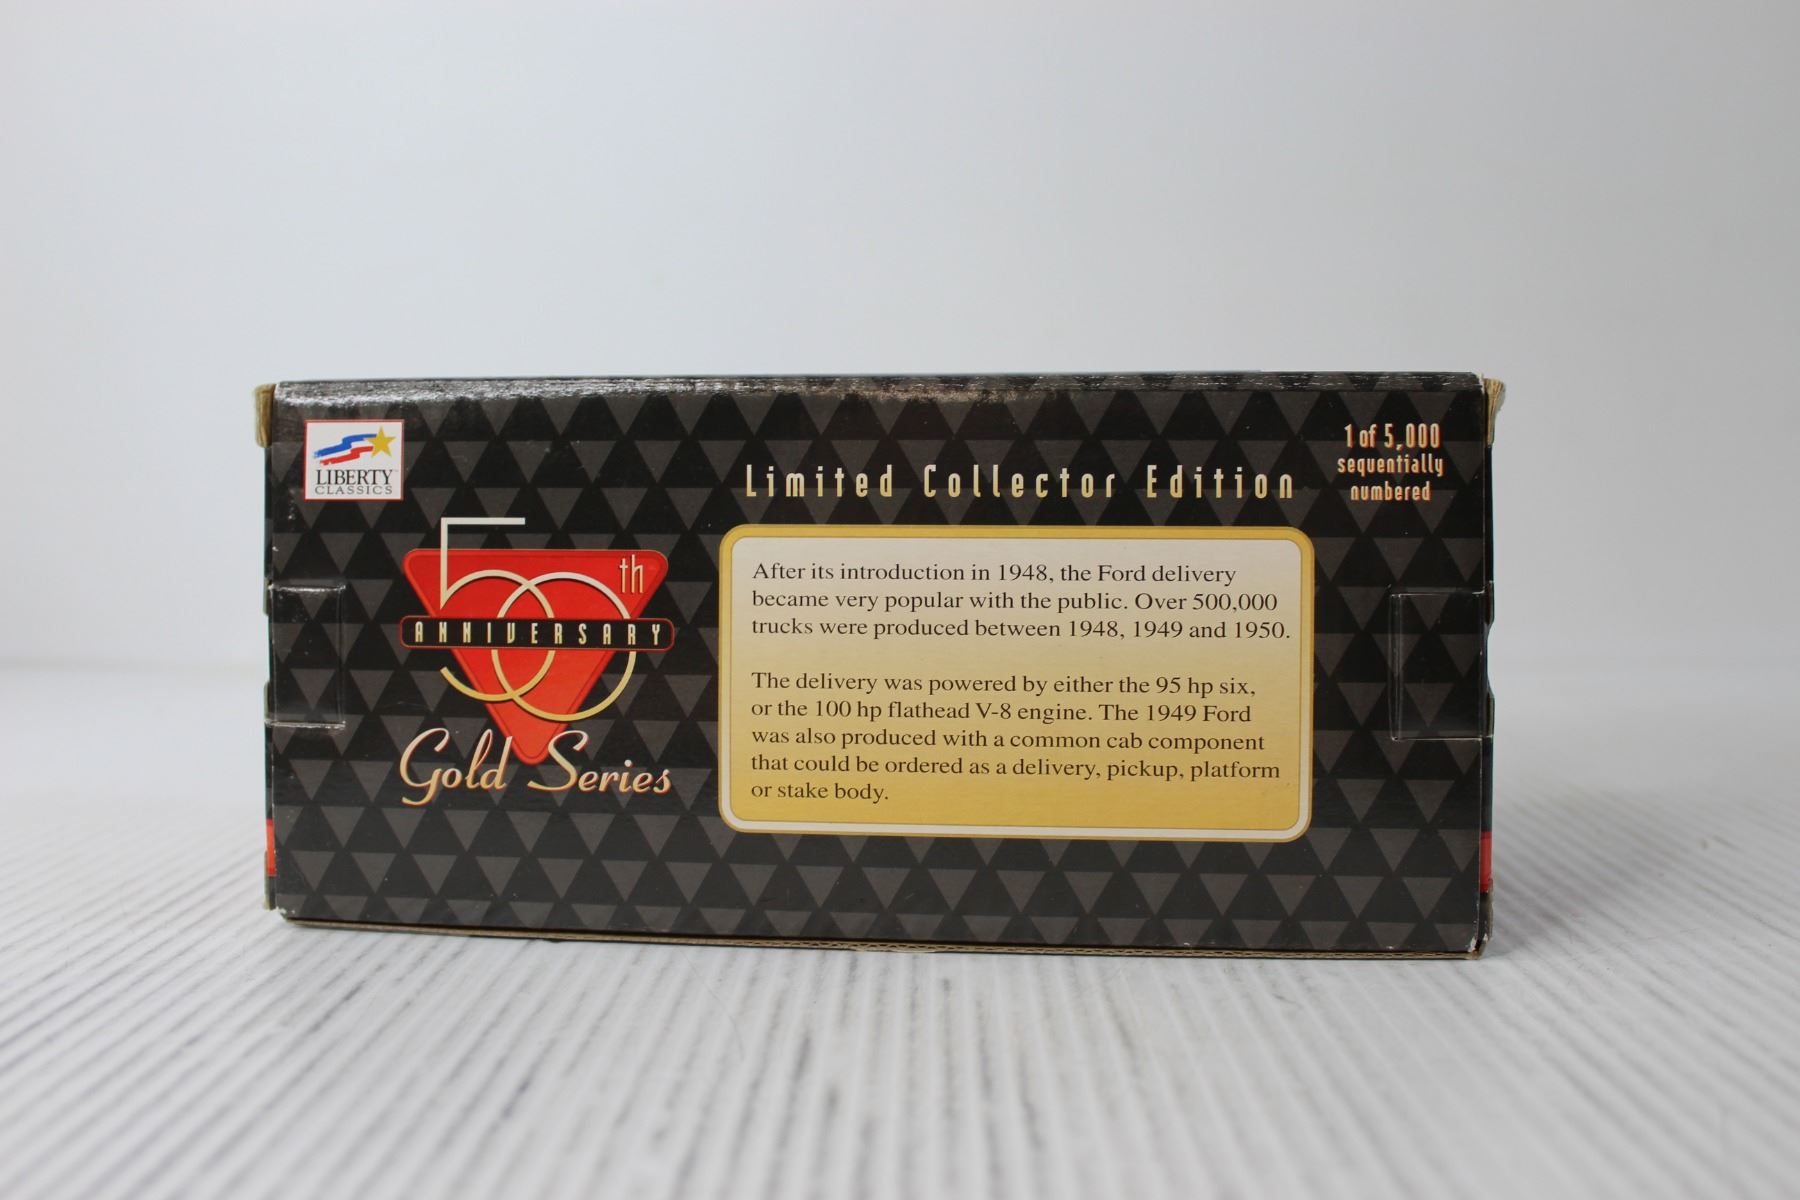 LIBERTY
CLASSICS
50th
ANNIVERSARY
Gold Series
Limited Collector Edition
1 of 5,000
sequentially
numbered
After its introduction in 1948, the Ford delivery
became very popular with the public. Over 500,000
trucks were produced between 1948, 1949 and 1950.
The delivery was powered by either the 95 hp six,
or the 100 hp flathead V-8 engine. The 1949 Ford
was also produced with a common cab component
that could be ordered as a delivery, pickup, platform
or stake body.